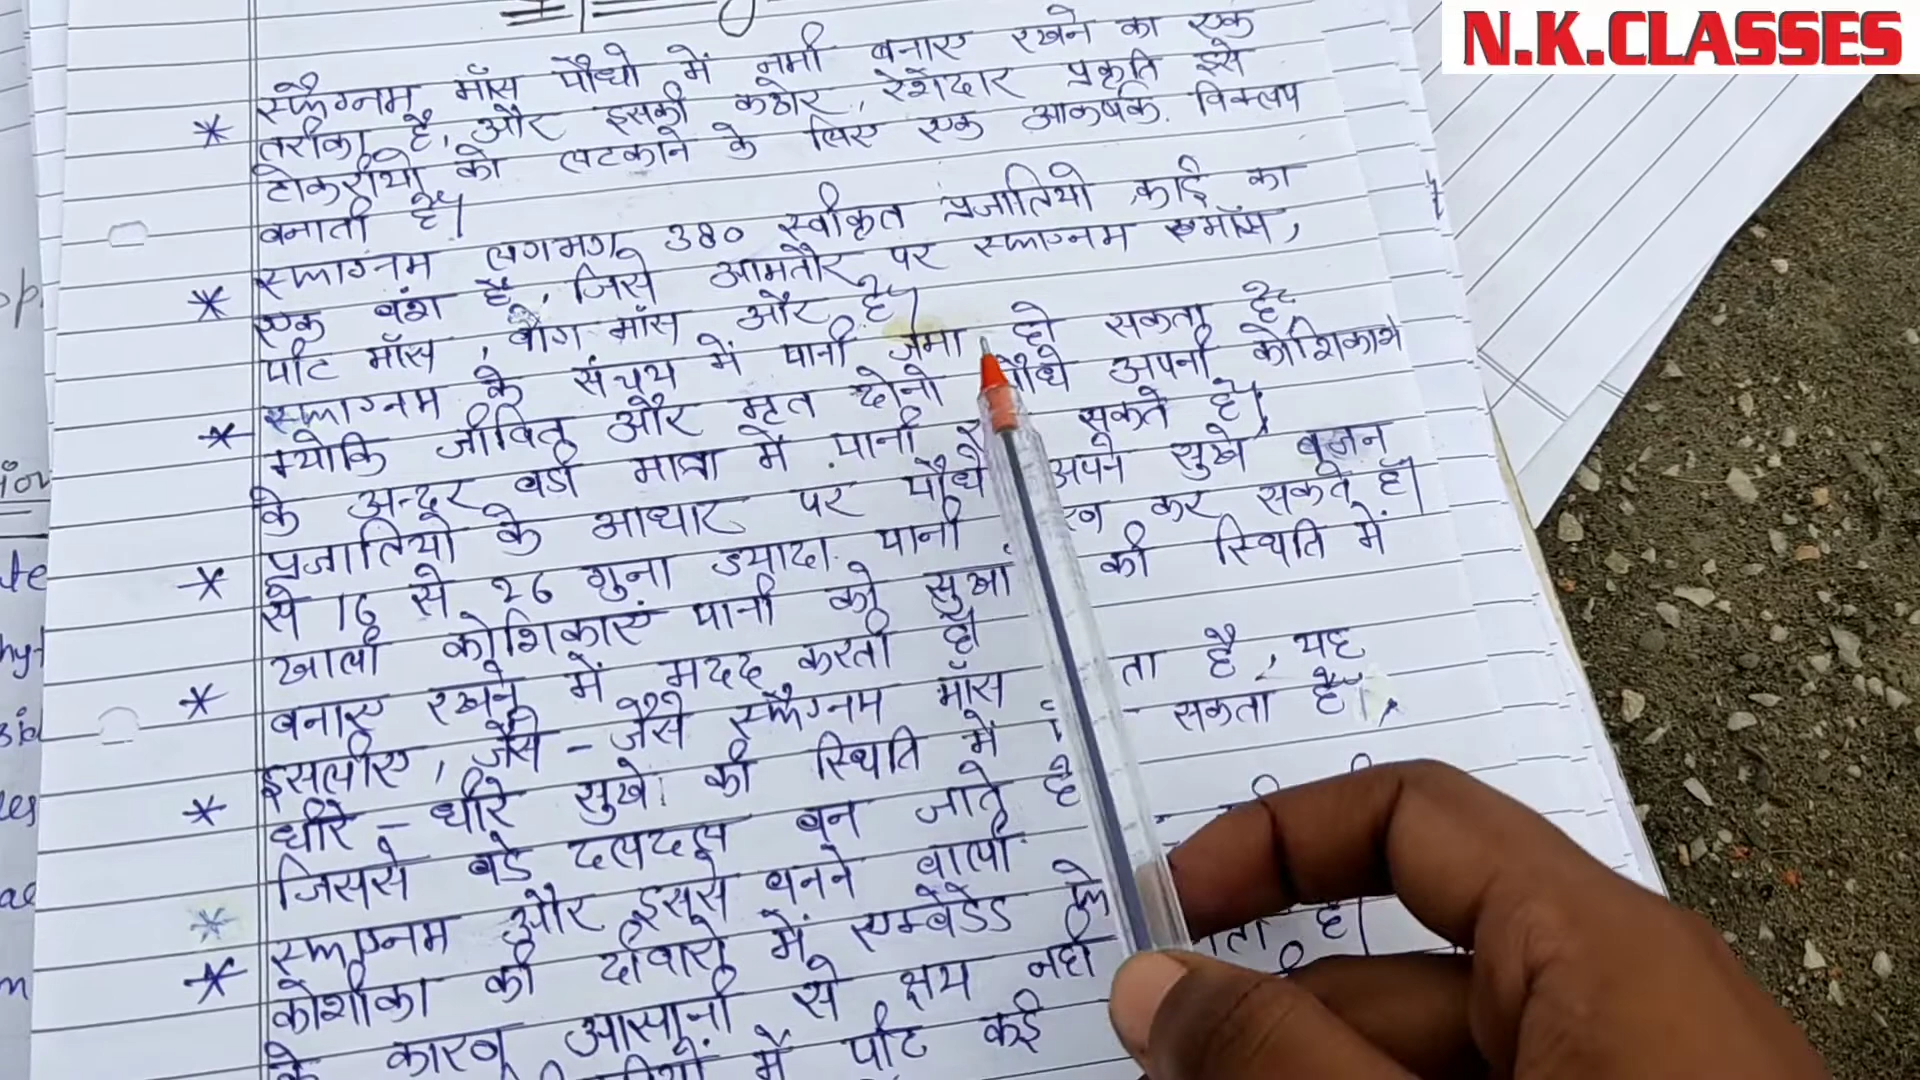 N.K.CLASSES
स्फैग्नम मॉस पौधो में नमी बनाए रखने का एक
* तरीका है, और इसकी कठोर, रेशेदार प्रकृति इसे
टोकरीयो को लटकाने के लिए एक आकर्षक विकल्प
बनाती है।
स्फाग्नम लगभग 380 स्वीकृत प्रजातियो काई का
* एक वंश है, जिसे आमतौर पर स्फाग्नम मॉस,
पीट मॉस, बोग मॉस और है।
स्फाग्नम के संचय में पानी जमा हो सकता है,
* क्योकि जीवित और मृत दोनो पौधे अपनी कोशिकाओ
के अन्दर बडी मात्रा में पानी सकते है।
प्रजातियो के आधार पर पौधे अपने सुखे वजन
* से 16 से 26 गुना ज्यादा पानी कर सकते है।
खाली कोशिकाएं पानी को सुखा की स्थिति में
* बनाए रखने में मदद करती है
इसलीए, जैसे - जैसे स्फैग्नम मॉस ता है, यह
* धीरे - धीरे सुखे की स्थिति में सकता है।,
जिससे बडे दलदल बन जाते है
* स्फाग्नम और इससे बनने वाली
* कोशीका की दीवारो में एम्बेडेड
के कारन आसानी से क्षय नही है।
में पीट कई